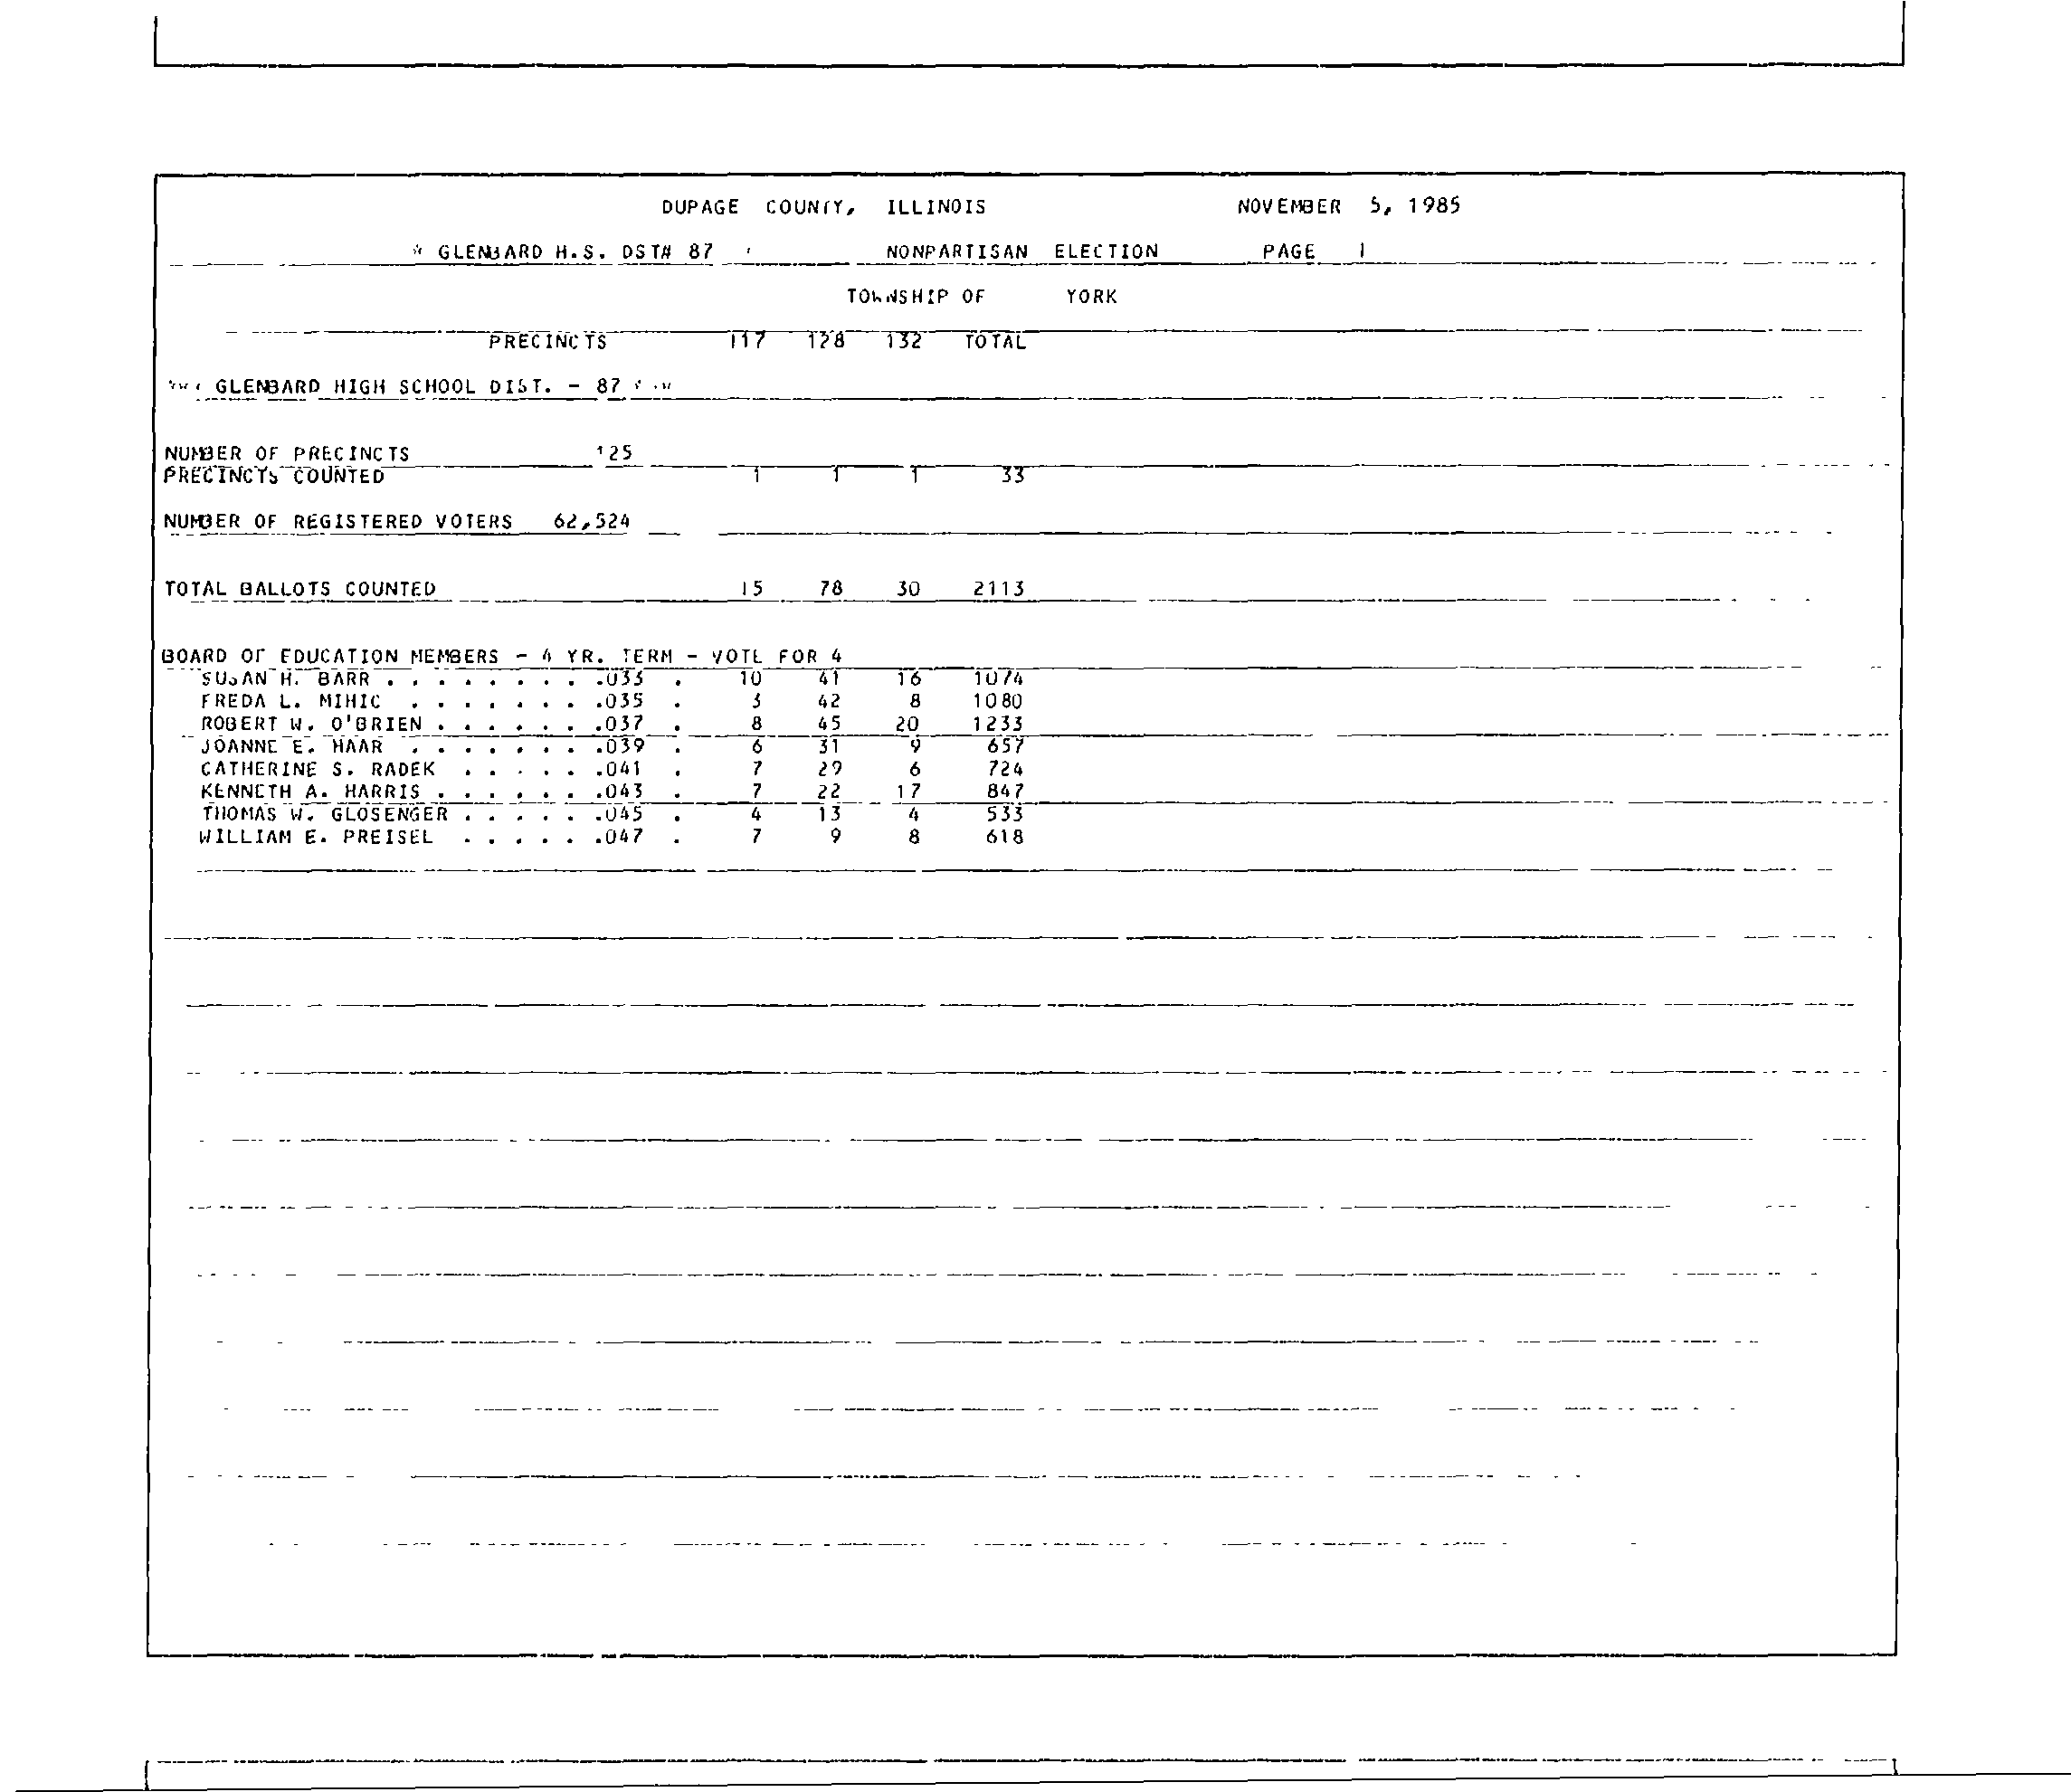 DUPAGE COUNTY, ILLINOIS NOVEMBER 5, 1985
* GLENBARD H.S. DST# 87 * NONPARTISAN ELECTION PAGE 1
TOWNSHIP OF YORK
PRECINCTS 117 128 132 TOTAL
*** GLENBARD HIGH SCHOOL DIST. - 87 ***
NUMBER OF PRECINCTS 125
PRECINCTS COUNTED 1 1 1 33
NUMBER OF REGISTERED VOTERS 62,524
TOTAL BALLOTS COUNTED 15 78 30 2113
BOARD OF EDUCATION MEMBERS - 4 YR. TERM - VOTE FOR 4
SUSAN H. BARR . . . . . . . . .033 . 10 41 16 1074
FREDA L. MIHIC . . . . . . . .035 . 3 42 8 1080
ROBERT W. O'BRIEN . . . . . . .037 . 8 45 20 1233
JOANNE E. HAAR . . . . . . . .039 . 6 31 9 657
CATHERINE S. RADEK . . . . . .041 . 7 29 6 724
KENNETH A. HARRIS . . . . . . .043 . 7 22 17 847
THOMAS W. GLOSENGER . . . . . .045 . 4 13 4 533
WILLIAM E. PREISEL . . . . . .047 . 7 9 8 618